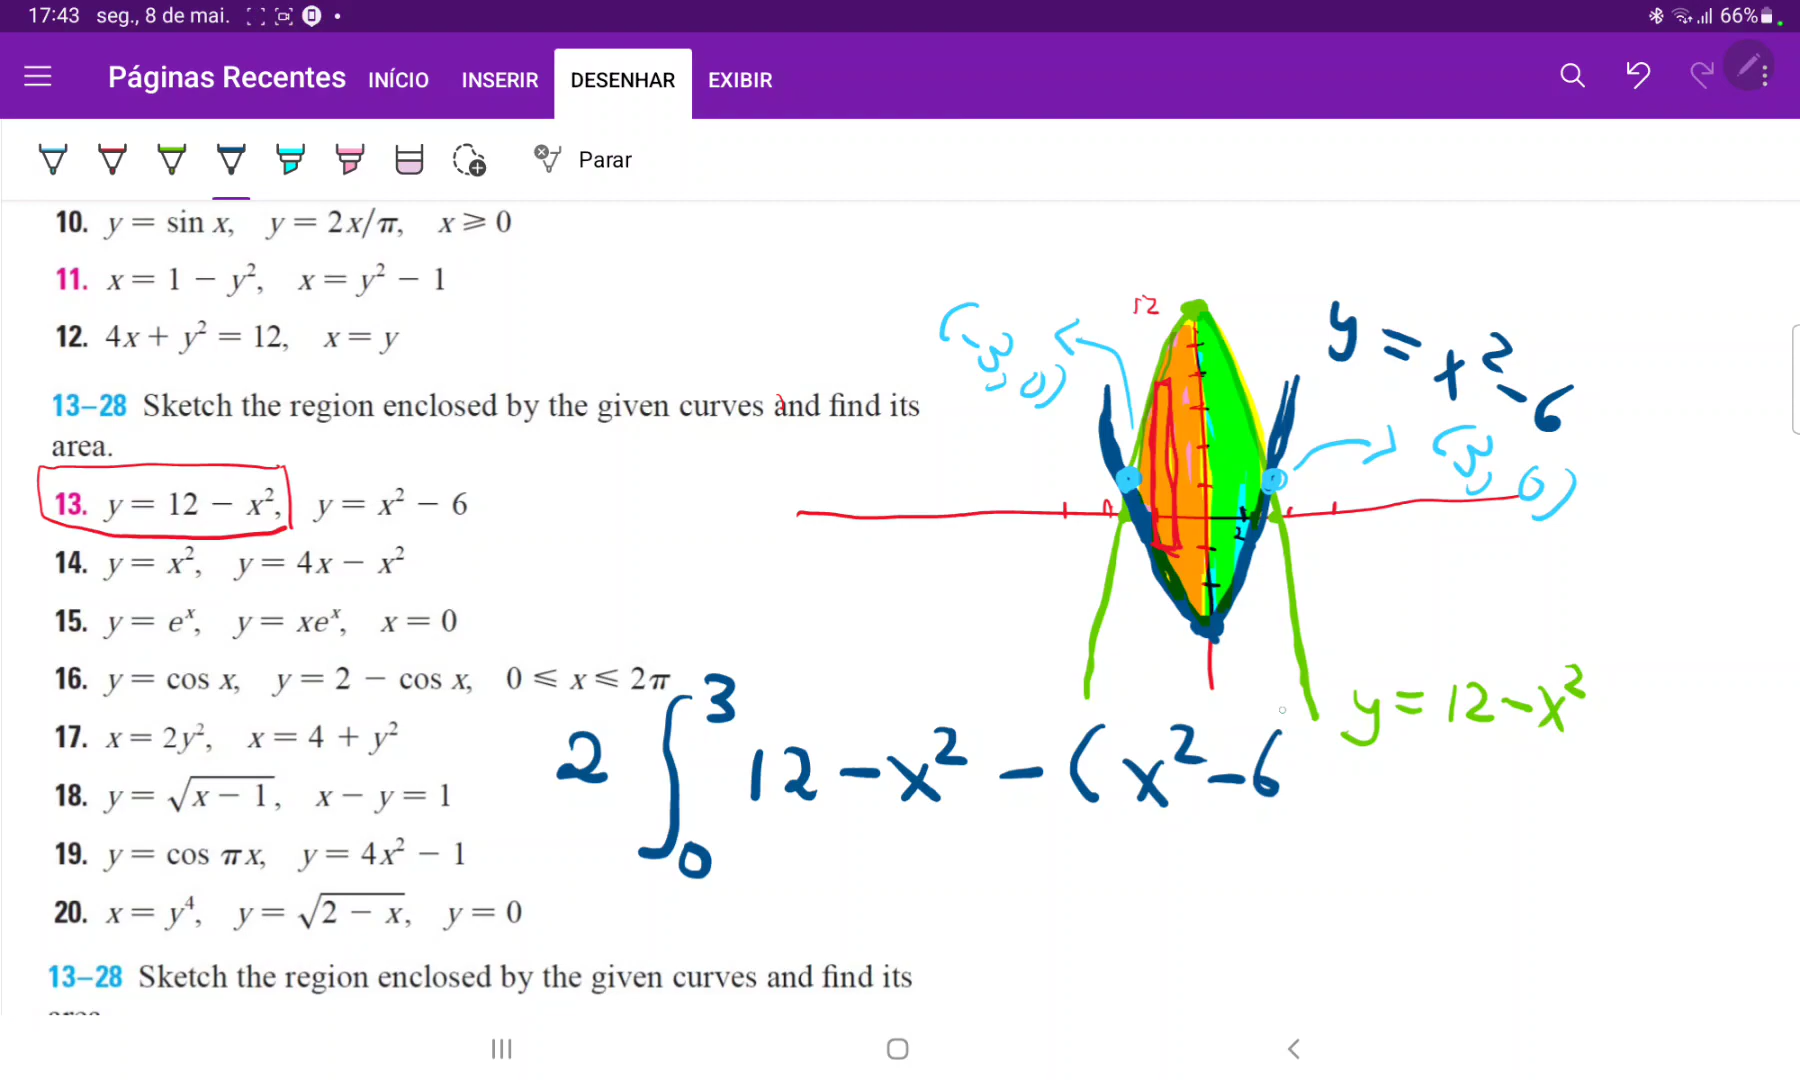 17:43 seg., 8 de mai. 66%
Páginas Recentes INÍCIO INSERIR DESENHAR EXIBIR
Parar
10. y = sin x, y = 2x/π, x ⩾ 0
11. x = 1 − y², x = y² − 1
12. 4x + y² = 12, x = y
13–28 Sketch the region enclosed by the given curves and find its
area.
13. y = 12 − x², y = x² − 6
14. y = x², y = 4x − x²
15. y = eˣ, y = xeˣ, x = 0
16. y = cos x, y = 2 − cos x, 0 ⩽ x ⩽ 2π
17. x = 2y², x = 4 + y²
18. y = √(x − 1), x − y = 1
19. y = cos πx, y = 4x² − 1
20. x = y⁴, y = √(2 − x), y = 0
13–28 Sketch the region enclosed by the given curves and find its
12
(-3, 0)
y = x² - 6
(3, 0)
2
y = 12 - x²
2 ∫₀³ 12 - x² - (x² - 6